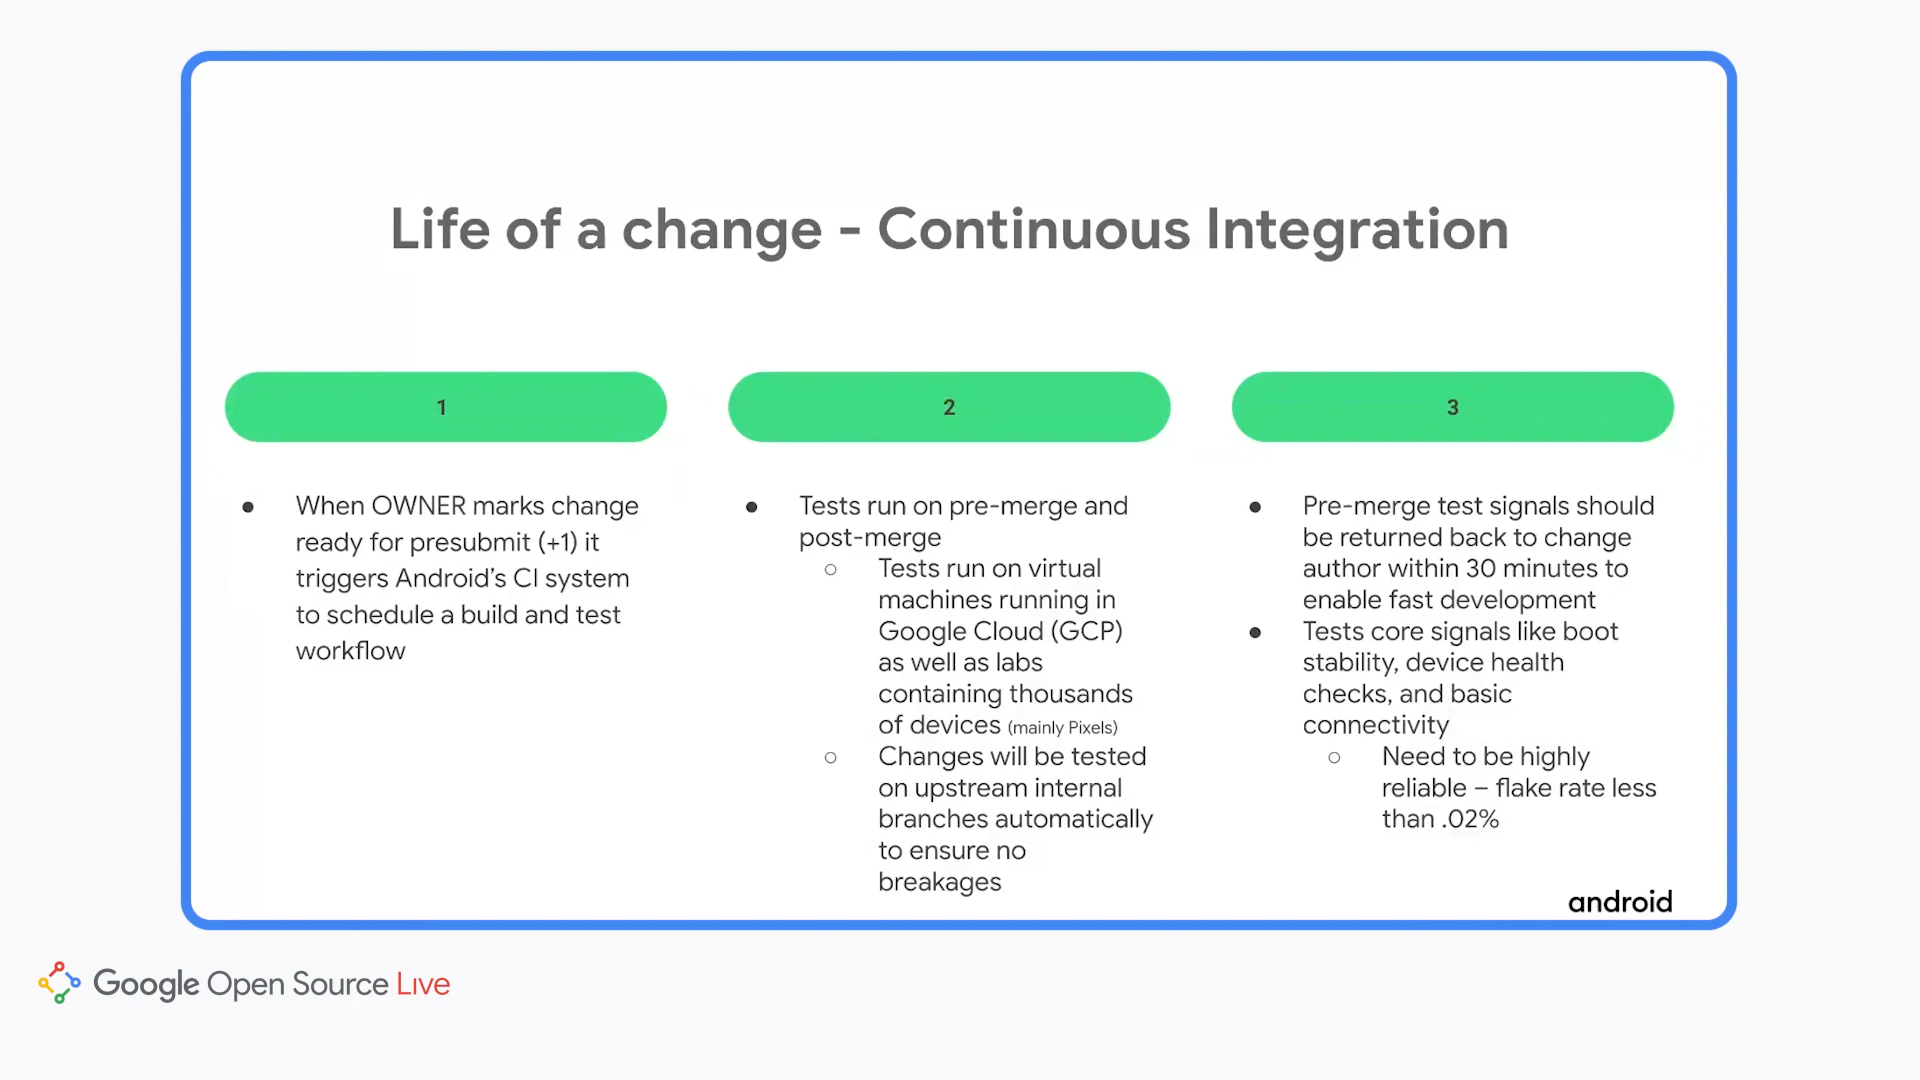 Life of a change - Continuous Integration
1
● When OWNER marks change
ready for presubmit (+1) it
triggers Android's CI system
to schedule a build and test
workflow
2
● Tests run on pre-merge and
post-merge
○ Tests run on virtual
machines running in
Google Cloud (GCP)
as well as labs
containing thousands
of devices (mainly Pixels)
○ Changes will be tested
on upstream internal
branches automatically
to ensure no
breakages
3
● Pre-merge test signals should
be returned back to change
author within 30 minutes to
enable fast development
● Tests core signals like boot
stability, device health
checks, and basic
connectivity
○ Need to be highly
reliable – flake rate less
than .02%
android
Google Open Source Live